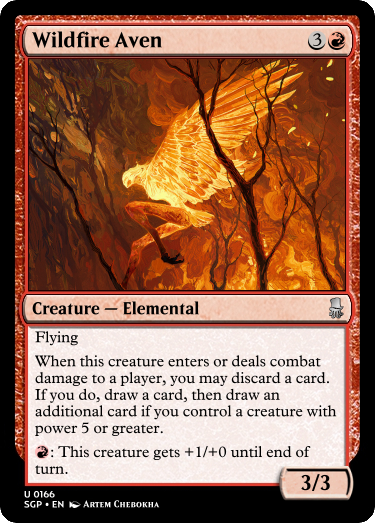 Wildfire Aven 3
Creature — Elemental
Flying
When this creature enters or deals combat
damage to a player, you may discard a card.
If you do, draw a card, then draw an
additional card if you control a creature with
power 5 or greater.
: This creature gets +1/+0 until end of
turn.
3/3
U 0166
SGP • EN Artem Chebokha